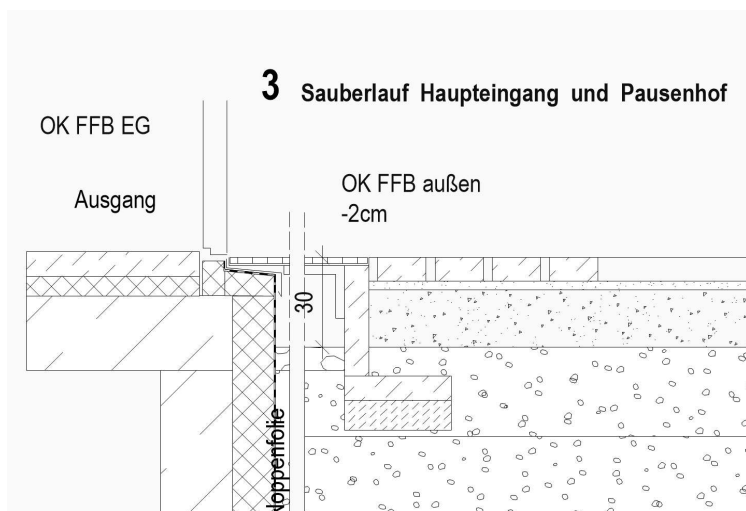 3 Sauberlauf Haupteingang und Pausenhof
OK FFB EG
Ausgang
OK FFB außen
-2cm
30
Noppenfolie